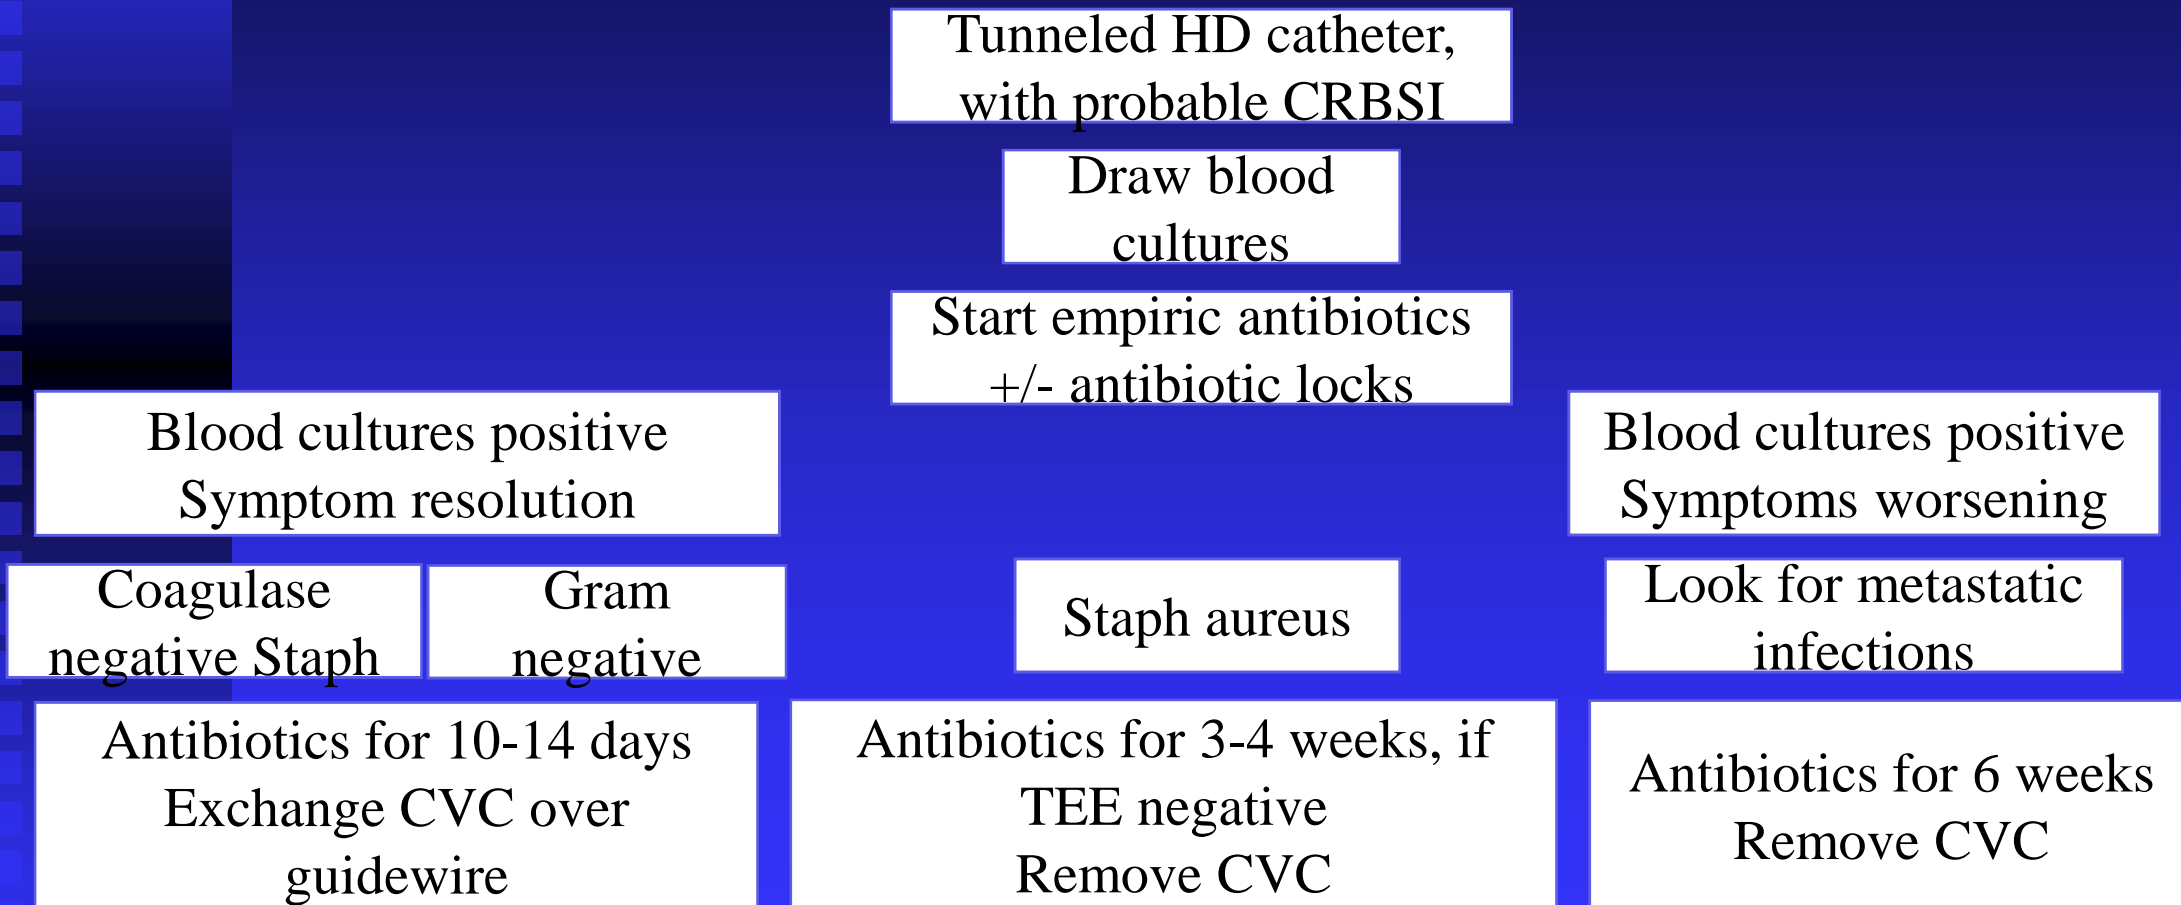 Tunneled HD catheter,
with probable CRBSI
Draw blood
cultures
Start empiric antibiotics
+/- antibiotic locks
Blood cultures positive
Symptom resolution
Blood cultures positive
Symptoms worsening
Coagulase
negative Staph
Gram
negative
Staph aureus
Look for metastatic
infections
Antibiotics for 10-14 days
Exchange CVC over
guidewire
Antibiotics for 3-4 weeks, if
TEE negative
Remove CVC
Antibiotics for 6 weeks
Remove CVC